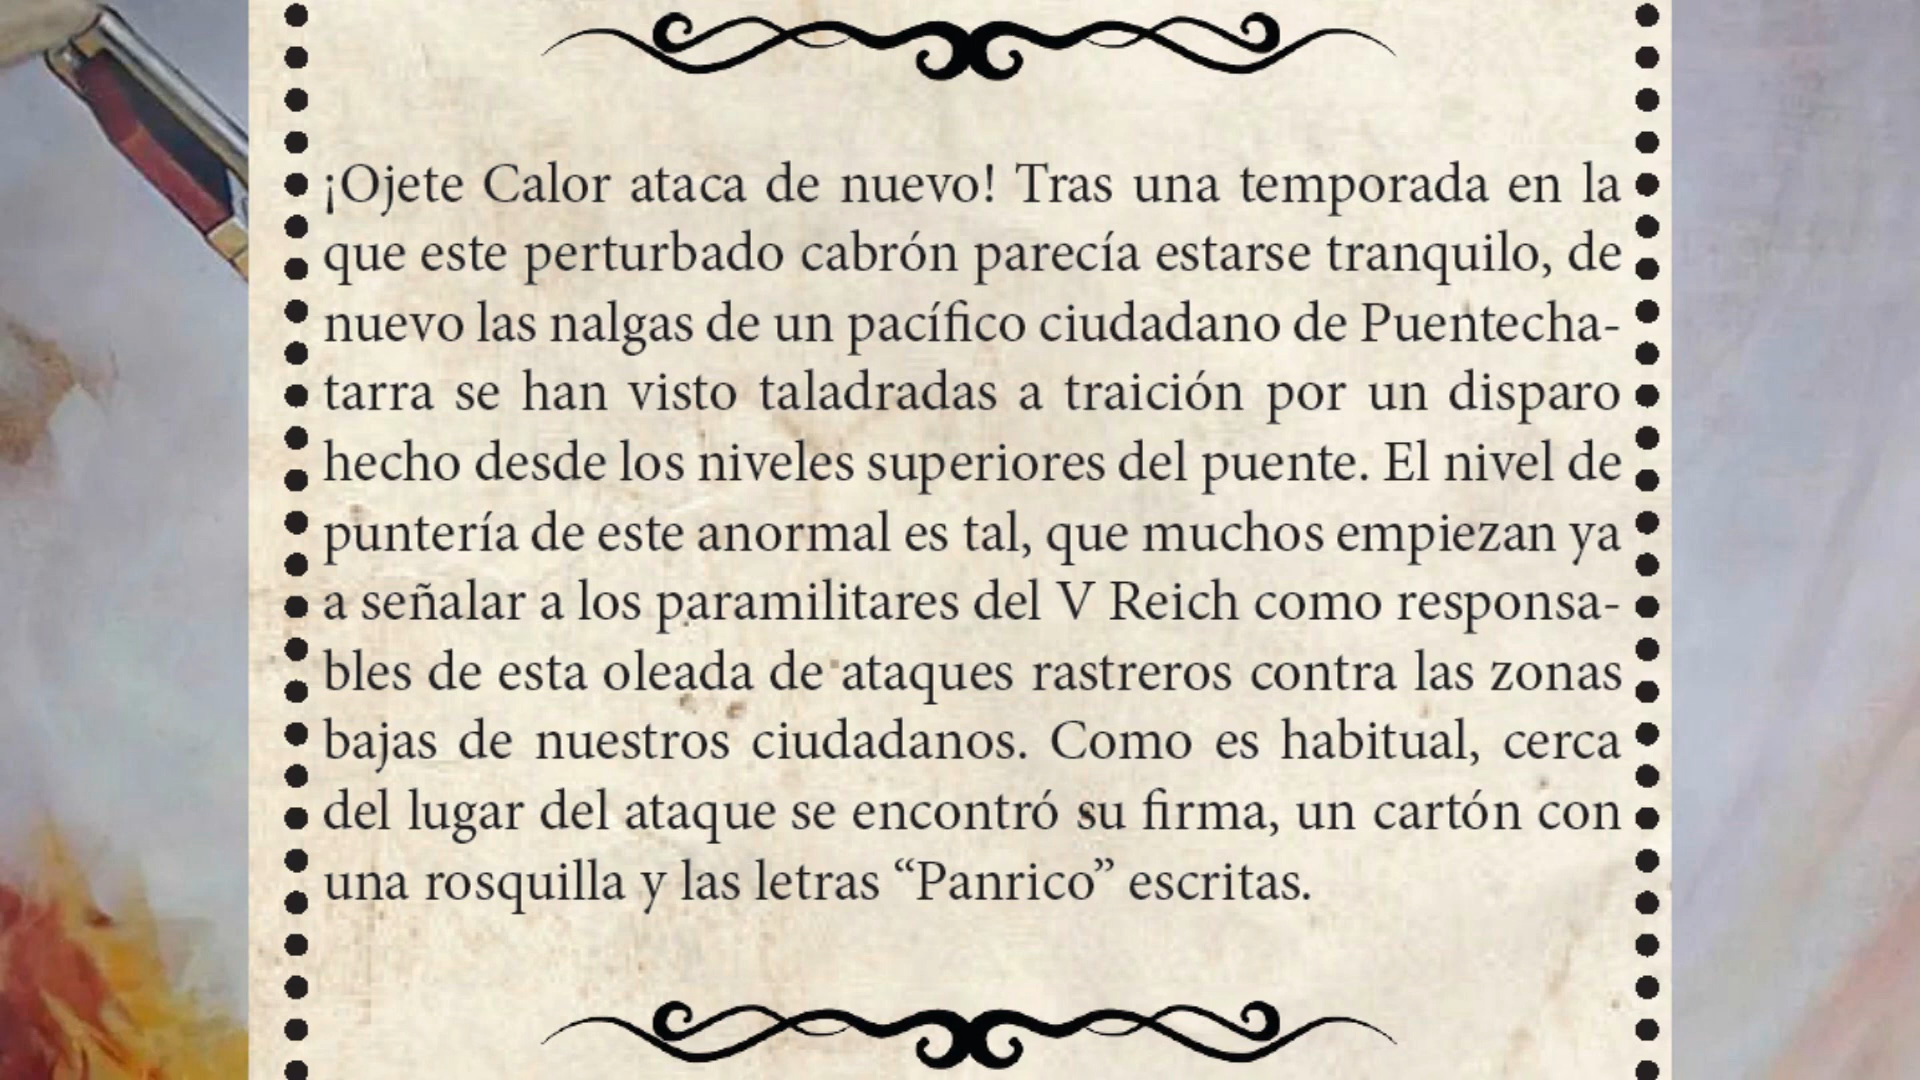 ¡Ojete Calor ataca de nuevo! Tras una temporada en la
que este perturbado cabrón parecía estarse tranquilo, de
nuevo las nalgas de un pacífico ciudadano de Puentecha-
tarra se han visto taladradas a traición por un disparo
hecho desde los niveles superiores del puente. El nivel de
puntería de este anormal es tal, que muchos empiezan ya
a señalar a los paramilitares del V Reich como responsa-
bles de esta oleada de ataques rastreros contra las zonas
bajas de nuestros ciudadanos. Como es habitual, cerca
del lugar del ataque se encontró su firma, un cartón con
una rosquilla y las letras “Panrico” escritas.